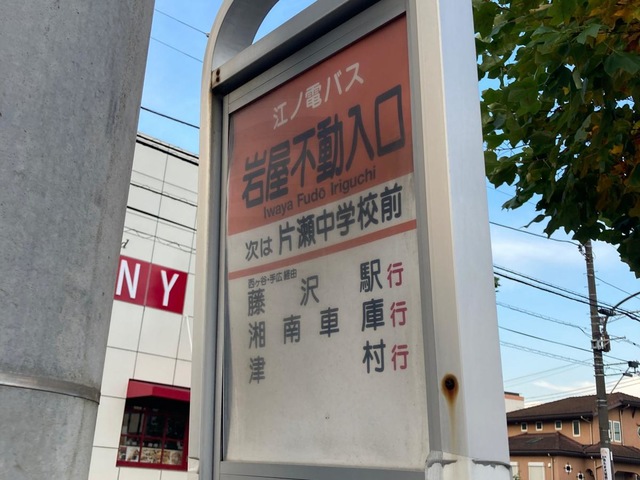 江ノ電バス
岩屋不動入口
Iwaya Fudō Iriguchi
次は 片瀬中学校前
西ヶ谷・手広経由
藤沢駅行
湘南車庫行
津村行
NY